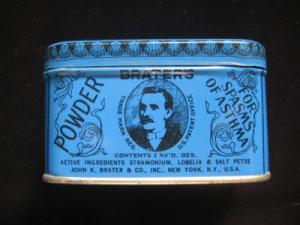 BRATER'S
POWDER
FOR
SPASMS
OF ASTHMA
TRADE MARK REG.
U.S. PATENT OFFICE
CONTENTS 2 AV'D. OZS.
ACTIVE INGREDIENTS STRAMONIUM, LOBELIA & SALT PETRE
JOHN K. BRATER & CO., INC., NEW YORK, N.Y., U.S.A.